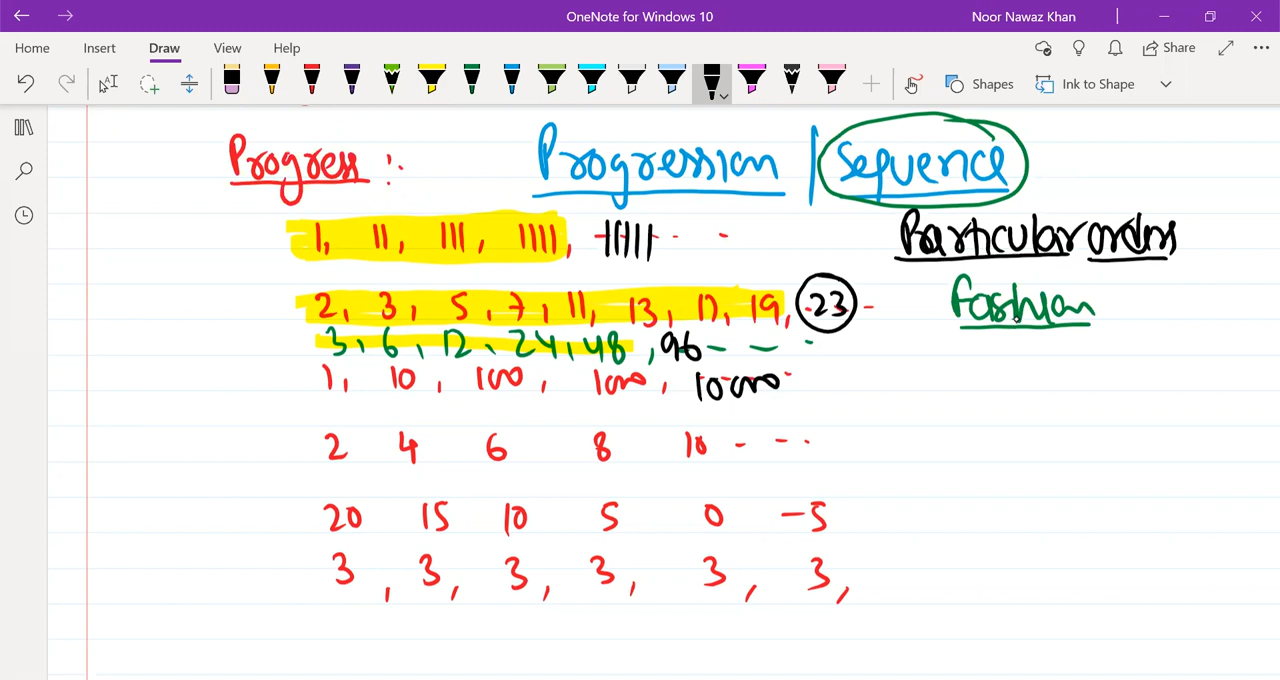 OneNote for Windows 10 Noor Nawaz Khan
Home Insert Draw View Help Share
Shapes Ink to Shape
Progress :. Progression | Sequence
1, 11, 111, 1111, 11111 Particular orders
2, 3, 5, 7, 11, 13, 17, 19, 23 Fashion
3, 6, 12, 24, 48, 96
1, 10, 100, 1000, 10000
2 4 6 8 10 - - -
20 15 10 5 0 -5
3, 3, 3, 3, 3, 3,